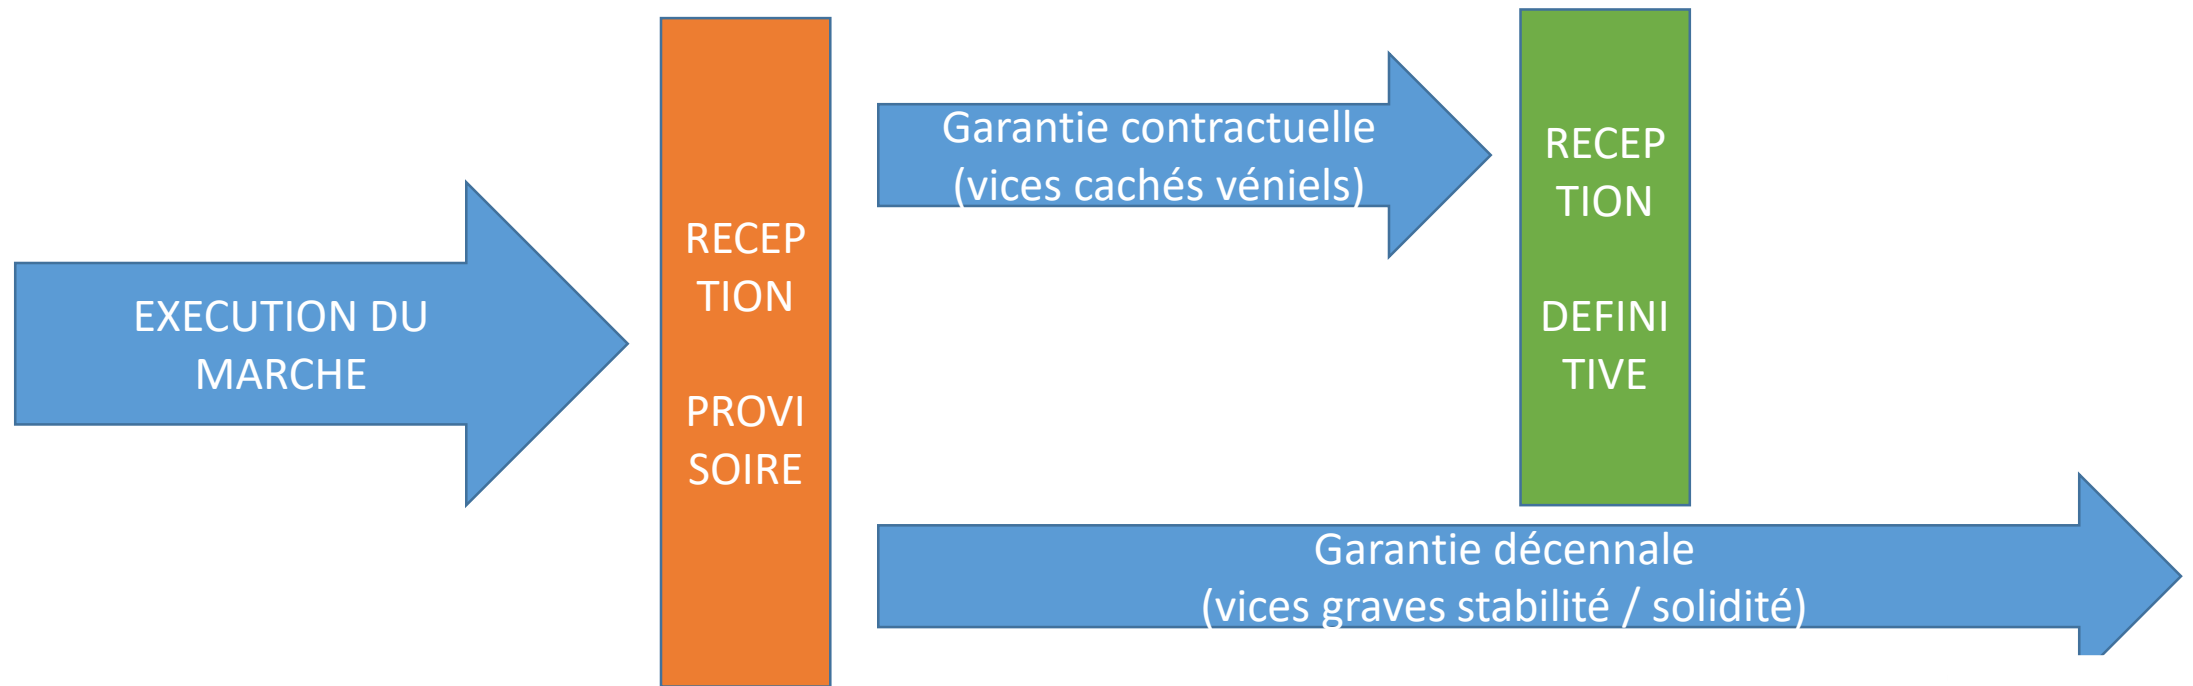 EXECUTION DU
MARCHE
RECEP
TION
PROVI
SOIRE
Garantie contractuelle
(vices cachés véniels)
RECEP
TION
DEFINI
TIVE
Garantie décennale
(vices graves stabilité / solidité)